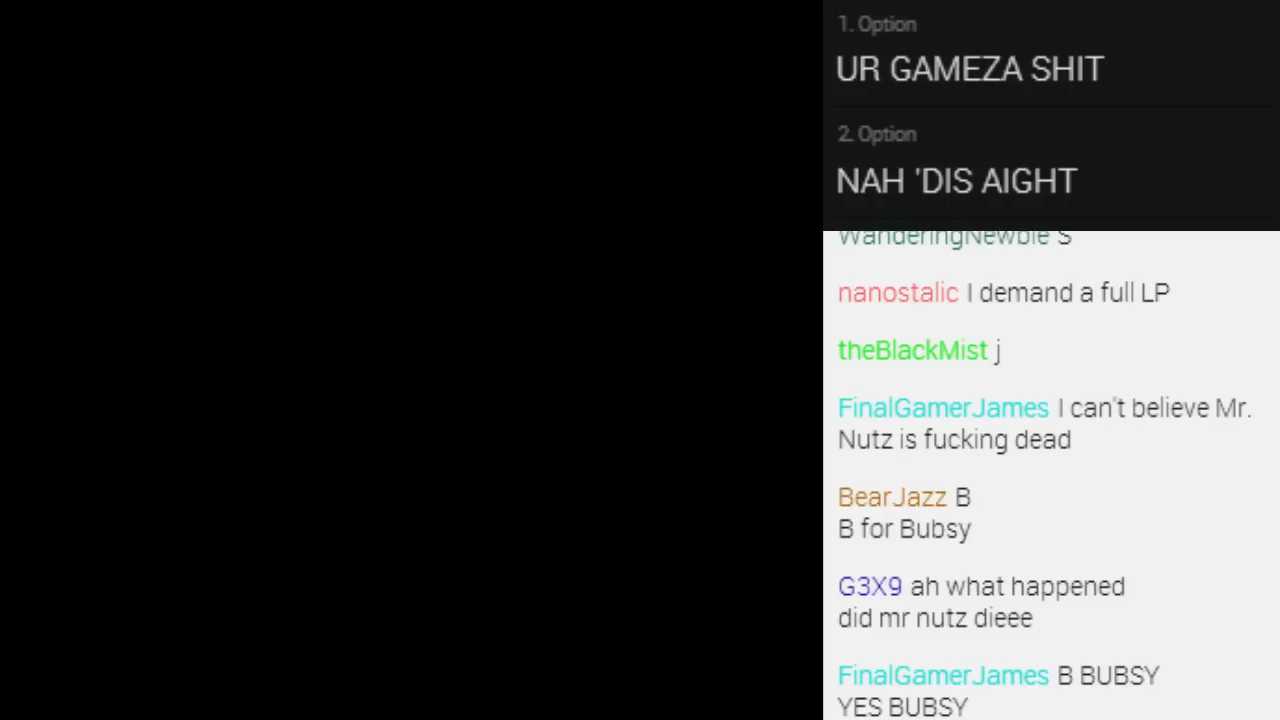 1. Option
UR GAMEZA SHIT
2. Option
NAH 'DIS AIGHT
WanderingNewbie S
nanostalic I demand a full LP
theBlackMist j
FinalGamerJames I can't believe Mr.
Nutz is fucking dead
BearJazz B
B for Bubsy
G3X9 ah what happened
did mr nutz dieee
FinalGamerJames B BUBSY
YES BUBSY